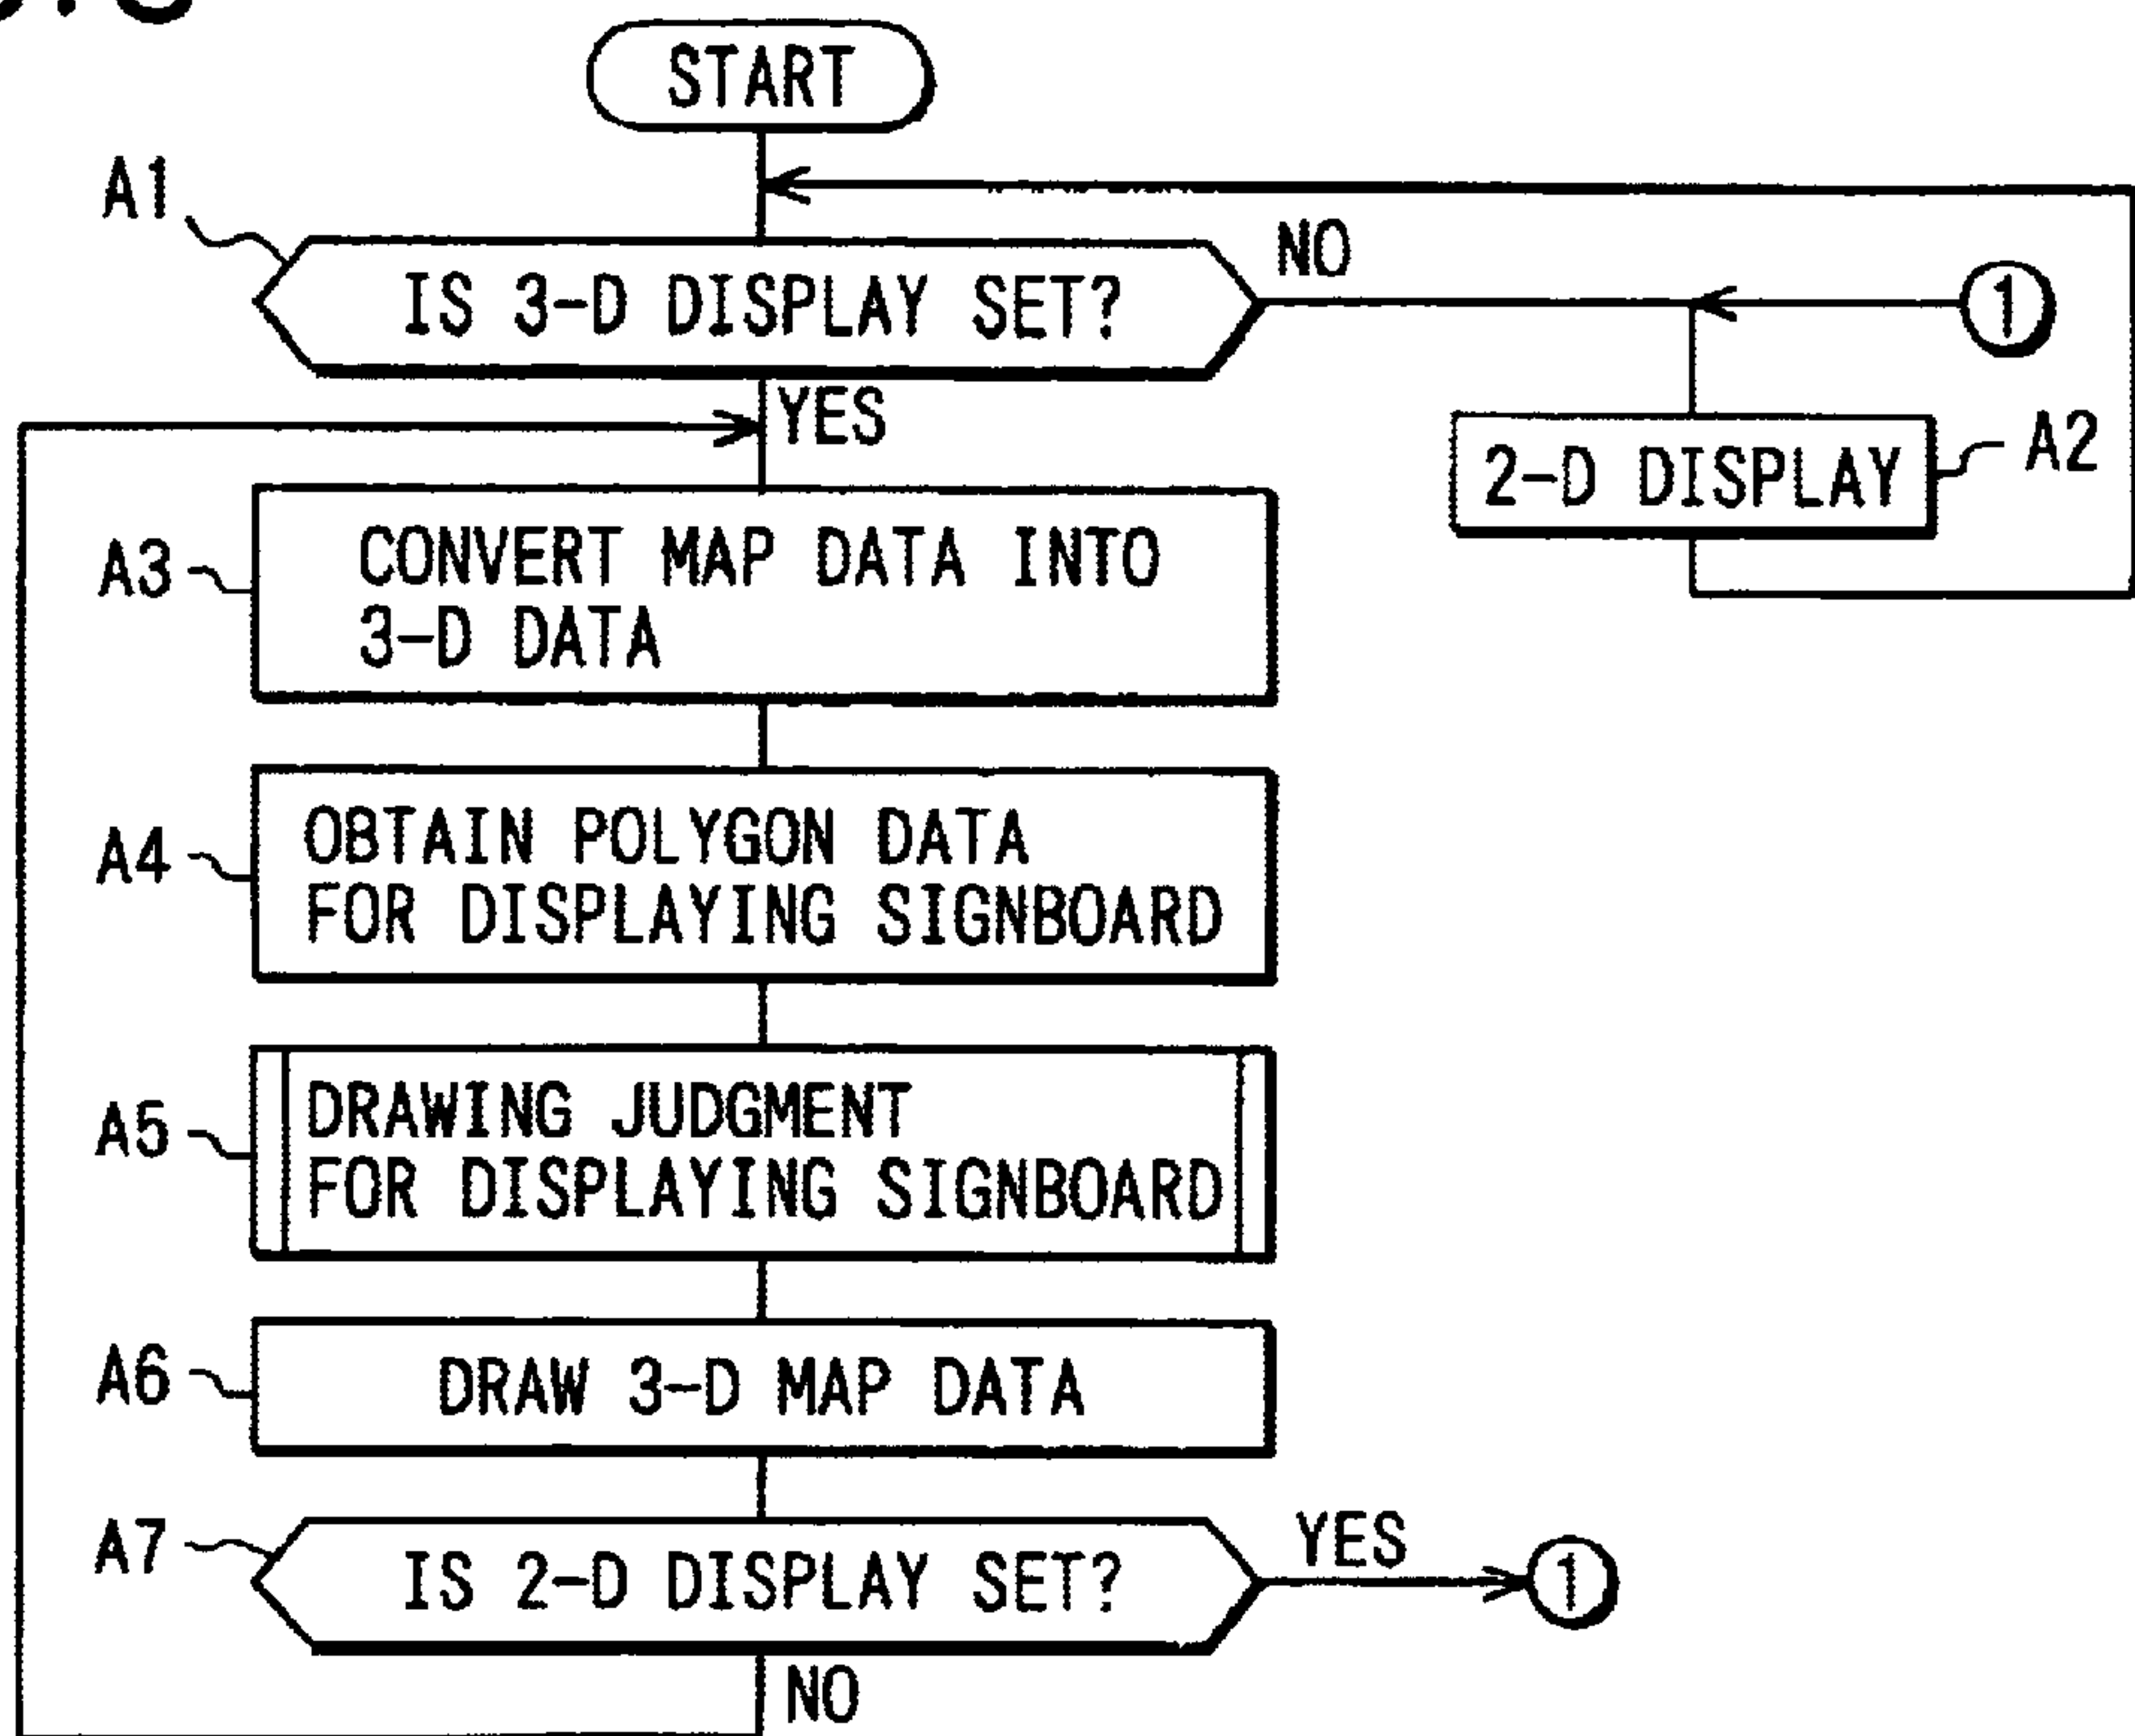 START
A1
IS 3-D DISPLAY SET?
NO
1
YES
2-D DISPLAY
A2
A3
CONVERT MAP DATA INTO
3-D DATA
A4
OBTAIN POLYGON DATA
FOR DISPLAYING SIGNBOARD
A5
DRAWING JUDGMENT
FOR DISPLAYING SIGNBOARD
A6
DRAW 3-D MAP DATA
A7
IS 2-D DISPLAY SET?
YES
1
NO